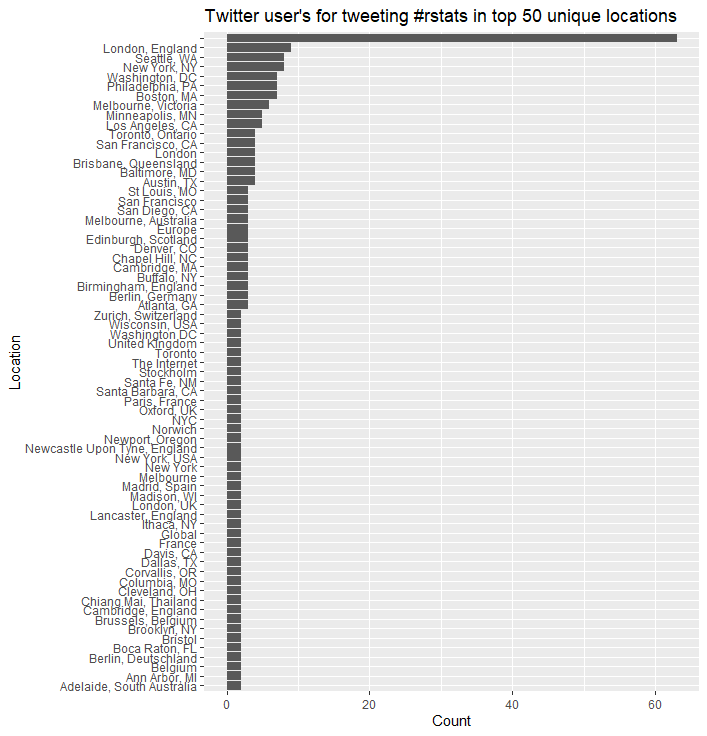 Twitter user's for tweeting #rstats in top 50 unique locations
London, England
Seattle, WA
New York, NY
Washington, DC
Philadelphia, PA
Boston, MA
Melbourne, Victoria
Minneapolis, MN
Los Angeles, CA
Toronto, Ontario
San Francisco, CA
London
Brisbane, Queensland
Baltimore, MD
Austin, TX
St Louis, MO
San Francisco
San Diego, CA
Melbourne, Australia
Europe
Edinburgh, Scotland
Denver, CO
Chapel Hill, NC
Cambridge, MA
Buffalo, NY
Birmingham, England
Berlin, Germany
Atlanta, GA
Zurich, Switzerland
Wisconsin, USA
Washington DC
United Kingdom
Toronto
The Internet
Stockholm
Santa Fe, NM
Santa Barbara, CA
Paris, France
Oxford, UK
NYC
Norwich
Newport, Oregon
Newcastle Upon Tyne, England
New York, USA
New York
Melbourne
Madrid, Spain
Madison, WI
London, UK
Lancaster, England
Ithaca, NY
Global
France
Davis, CA
Dallas, TX
Corvallis, OR
Columbia, MO
Cleveland, OH
Chiang Mai, Thailand
Cambridge, England
Brussels, Belgium
Brooklyn, NY
Bristol
Boca Raton, FL
Berlin, Deutschland
Belgium
Ann Arbor, MI
Adelaide, South Australia
Location
0 20 40 60
Count